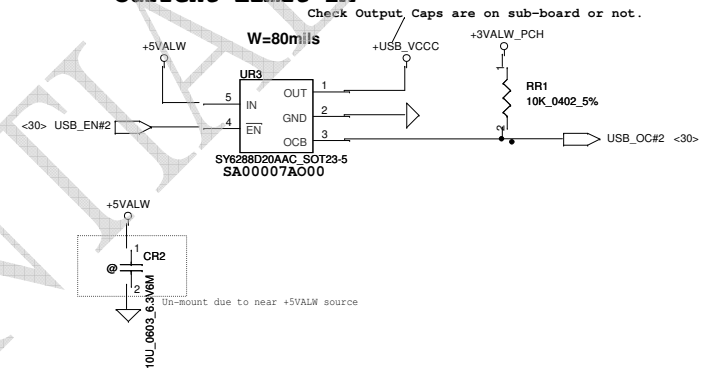 Check Output Caps are on sub-board or not.
W=80mils
+5VALW
+USB_VCCC
+3VALW_PCH
UR3
1
OUT
5
IN
2
GND
<30> USB_EN#2
4
EN
3
OCB
SY6288D20AAC_SOT23-5
SA00007AO00
1
RR1
10K_0402_5%
2
USB_OC#2 <30>
+5VALW
1
CR2
@
2
10U_0603_6.3V6M
Un-mount due to near +5VALW source